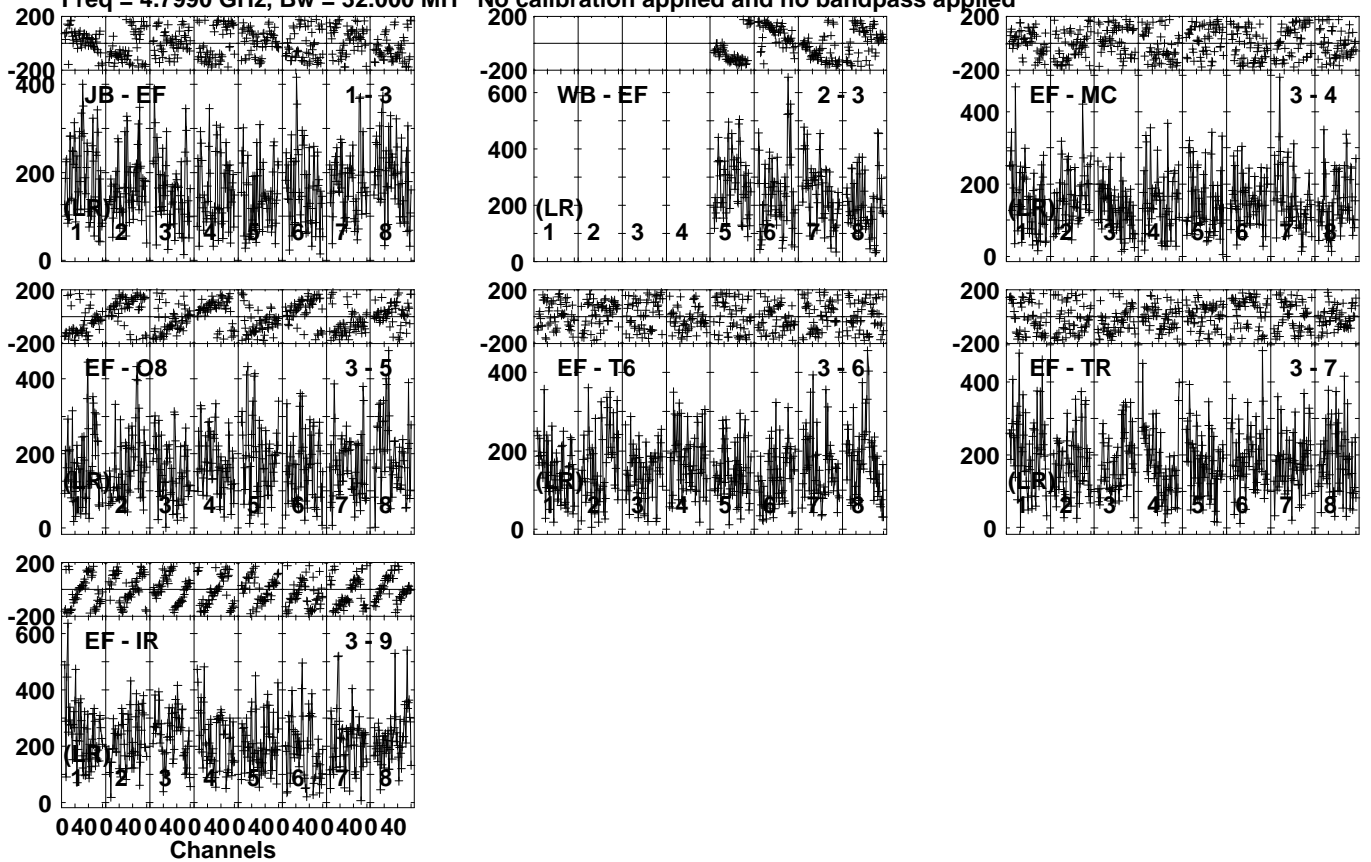 Freq = 4.7990 GHz, Bw = 32.000 MH No calibration applied and no bandpass applied
200
-200
JB - EF 1 - 3
400
200
0
(LR)
1 2 3 4 5 6 7 8
200
-200
WB - EF 2 - 3
600
400
200
0
(LR)
1 2 3 4 5 6 7 8
200
-200
EF - MC 3 - 4
400
200
0
(LR)
1 2 3 4 5 6 7 8
200
-200
EF - O8 3 - 5
400
200
0
(LR)
1 2 3 4 5 6 7 8
200
-200
EF - T6 3 - 6
400
200
0
(LR)
1 2 3 4 5 6 7 8
200
-200
EF - TR 3 - 7
400
200
0
(LR)
1 2 3 4 5 6 7 8
200
-200
EF - IR 3 - 9
600
400
200
0
(LR)
1 2 3 4 5 6 7 8
0 40 0 40 0 40 0 40 0 40 0 40 0 40 0 40
Channels